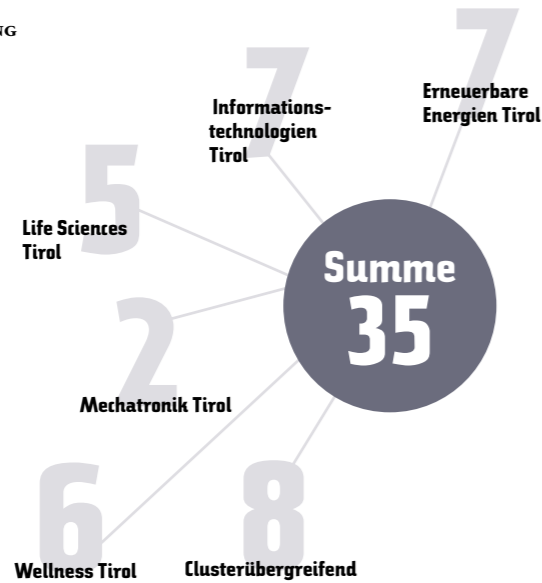 NG
7
Erneuerbare
Energien Tirol
7
Informations-
technologien
Tirol
5
Life Sciences
Tirol
Summe
35
2
Mechatronik Tirol
6
Wellness Tirol
8
Clusterübergreifend